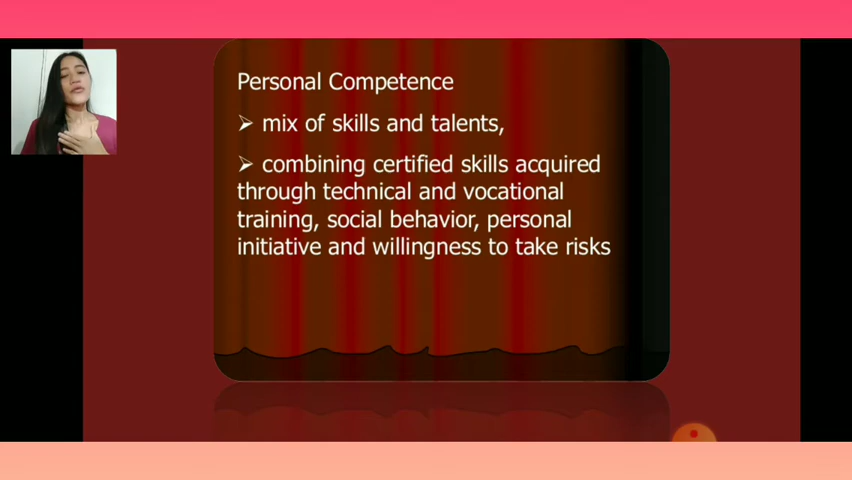 Personal Competence
➢ mix of skills and talents,
➢ combining certified skills acquired
through technical and vocational
training, social behavior, personal
initiative and willingness to take risks